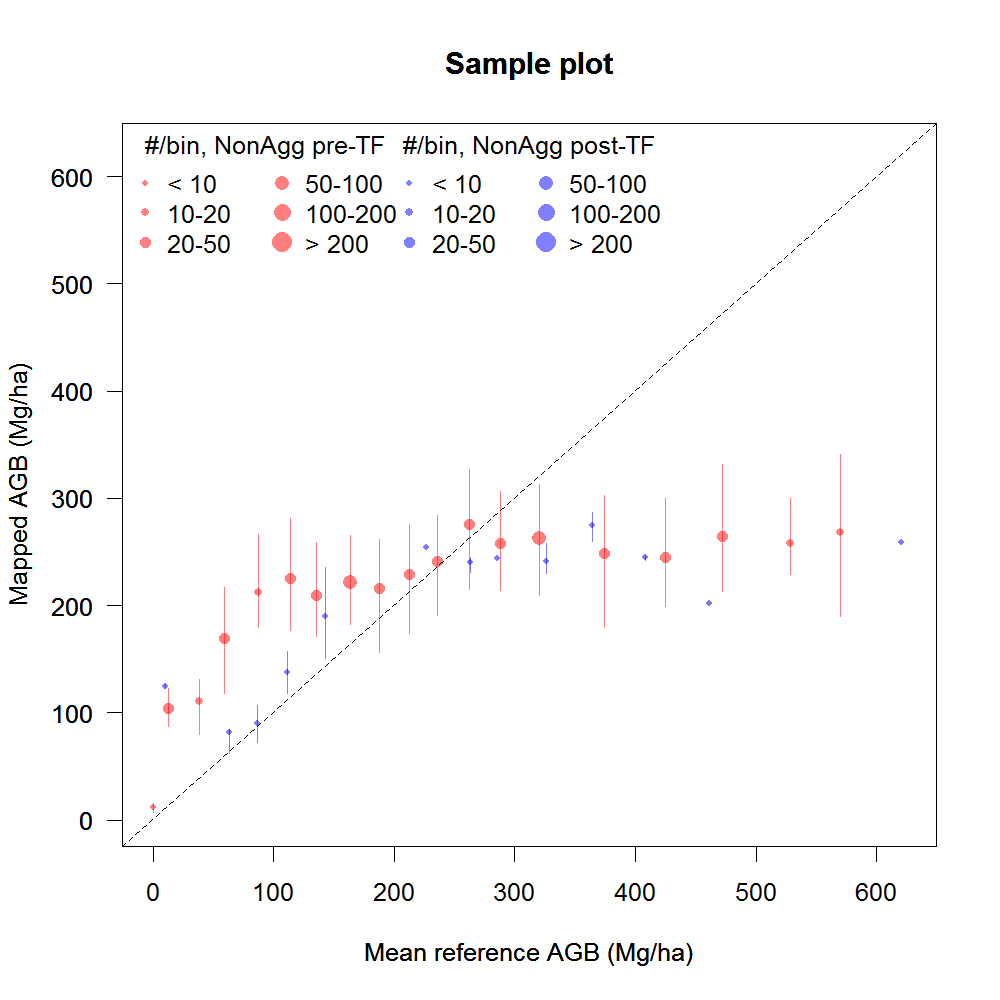 Sample plot
#/bin, NonAgg pre-TF #/bin, NonAgg post-TF
< 10 50-100 < 10 50-100
10-20 100-200 10-20 100-200
20-50 > 200 20-50 > 200
600
500
400
300
200
100
0
Mapped AGB (Mg/ha)
0 100 200 300 400 500 600
Mean reference AGB (Mg/ha)